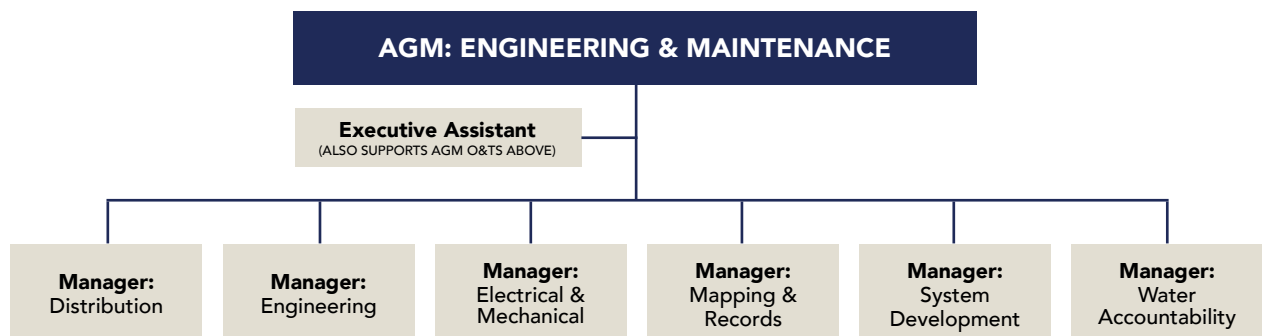 AGM: ENGINEERING & MAINTENANCE
Executive Assistant
(ALSO SUPPORTS AGM O&TS ABOVE)
Manager:
Distribution
Manager:
Engineering
Manager:
Electrical &
Mechanical
Manager:
Mapping &
Records
Manager:
System
Development
Manager:
Water
Accountability